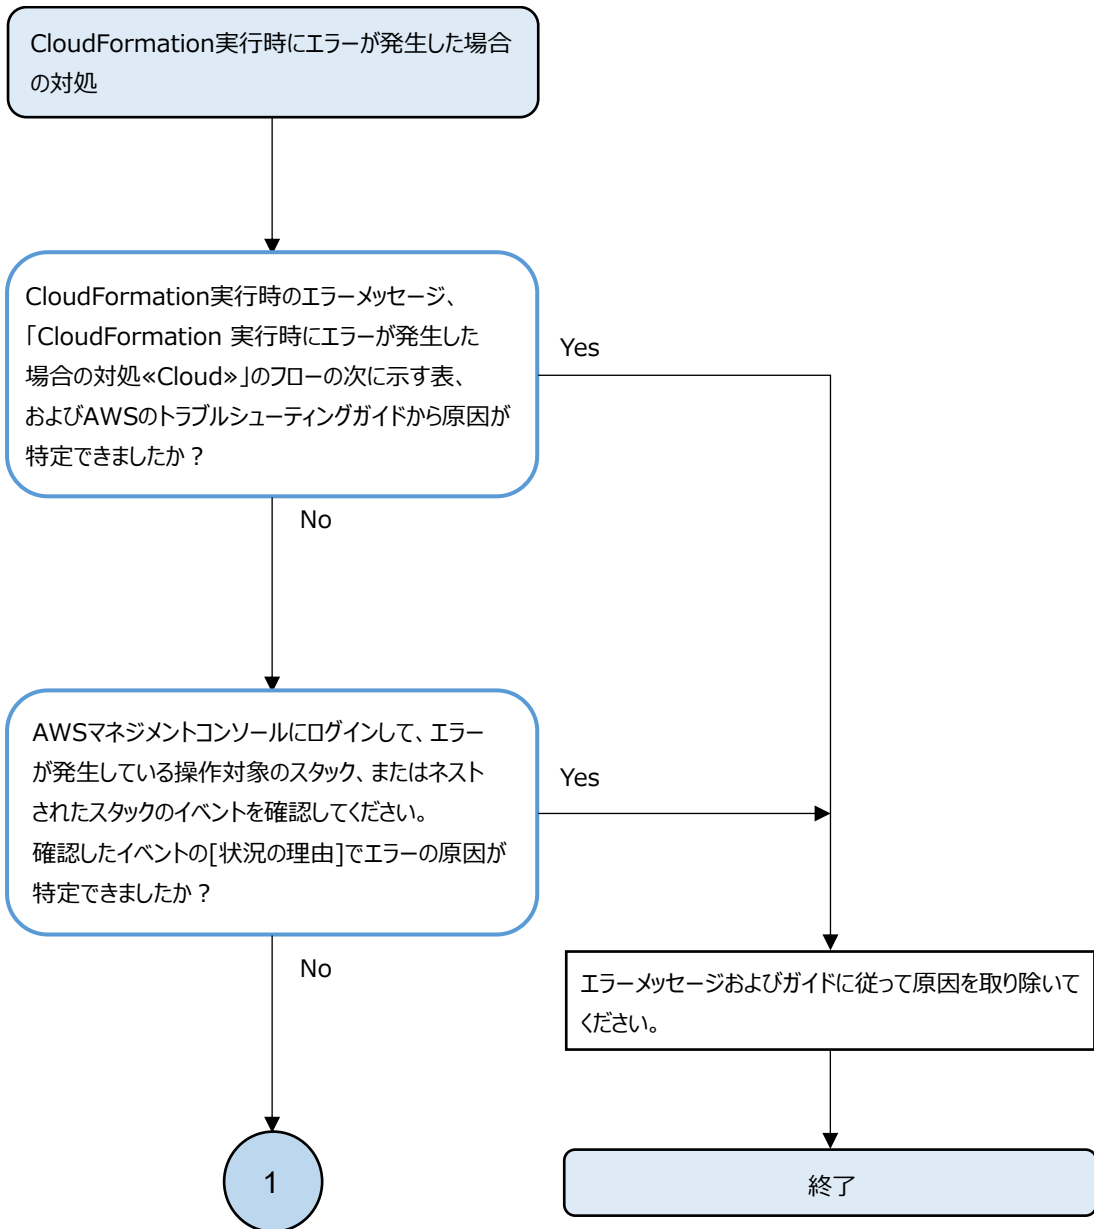 CloudFormation実行時にエラーが発生した場合
の対処
CloudFormation実行時のエラーメッセージ、
「CloudFormation 実行時にエラーが発生した
場合の対処≪Cloud≫」のフローの次に示す表、
およびAWSのトラブルシューティングガイドから原因が
特定できましたか？
Yes
No
AWSマネジメントコンソールにログインして、エラー
が発生している操作対象のスタック、またはネスト
されたスタックのイベントを確認してください。
確認したイベントの[状況の理由]でエラーの原因が
特定できましたか？
Yes
No
エラーメッセージおよびガイドに従って原因を取り除いて
ください。
1
終了